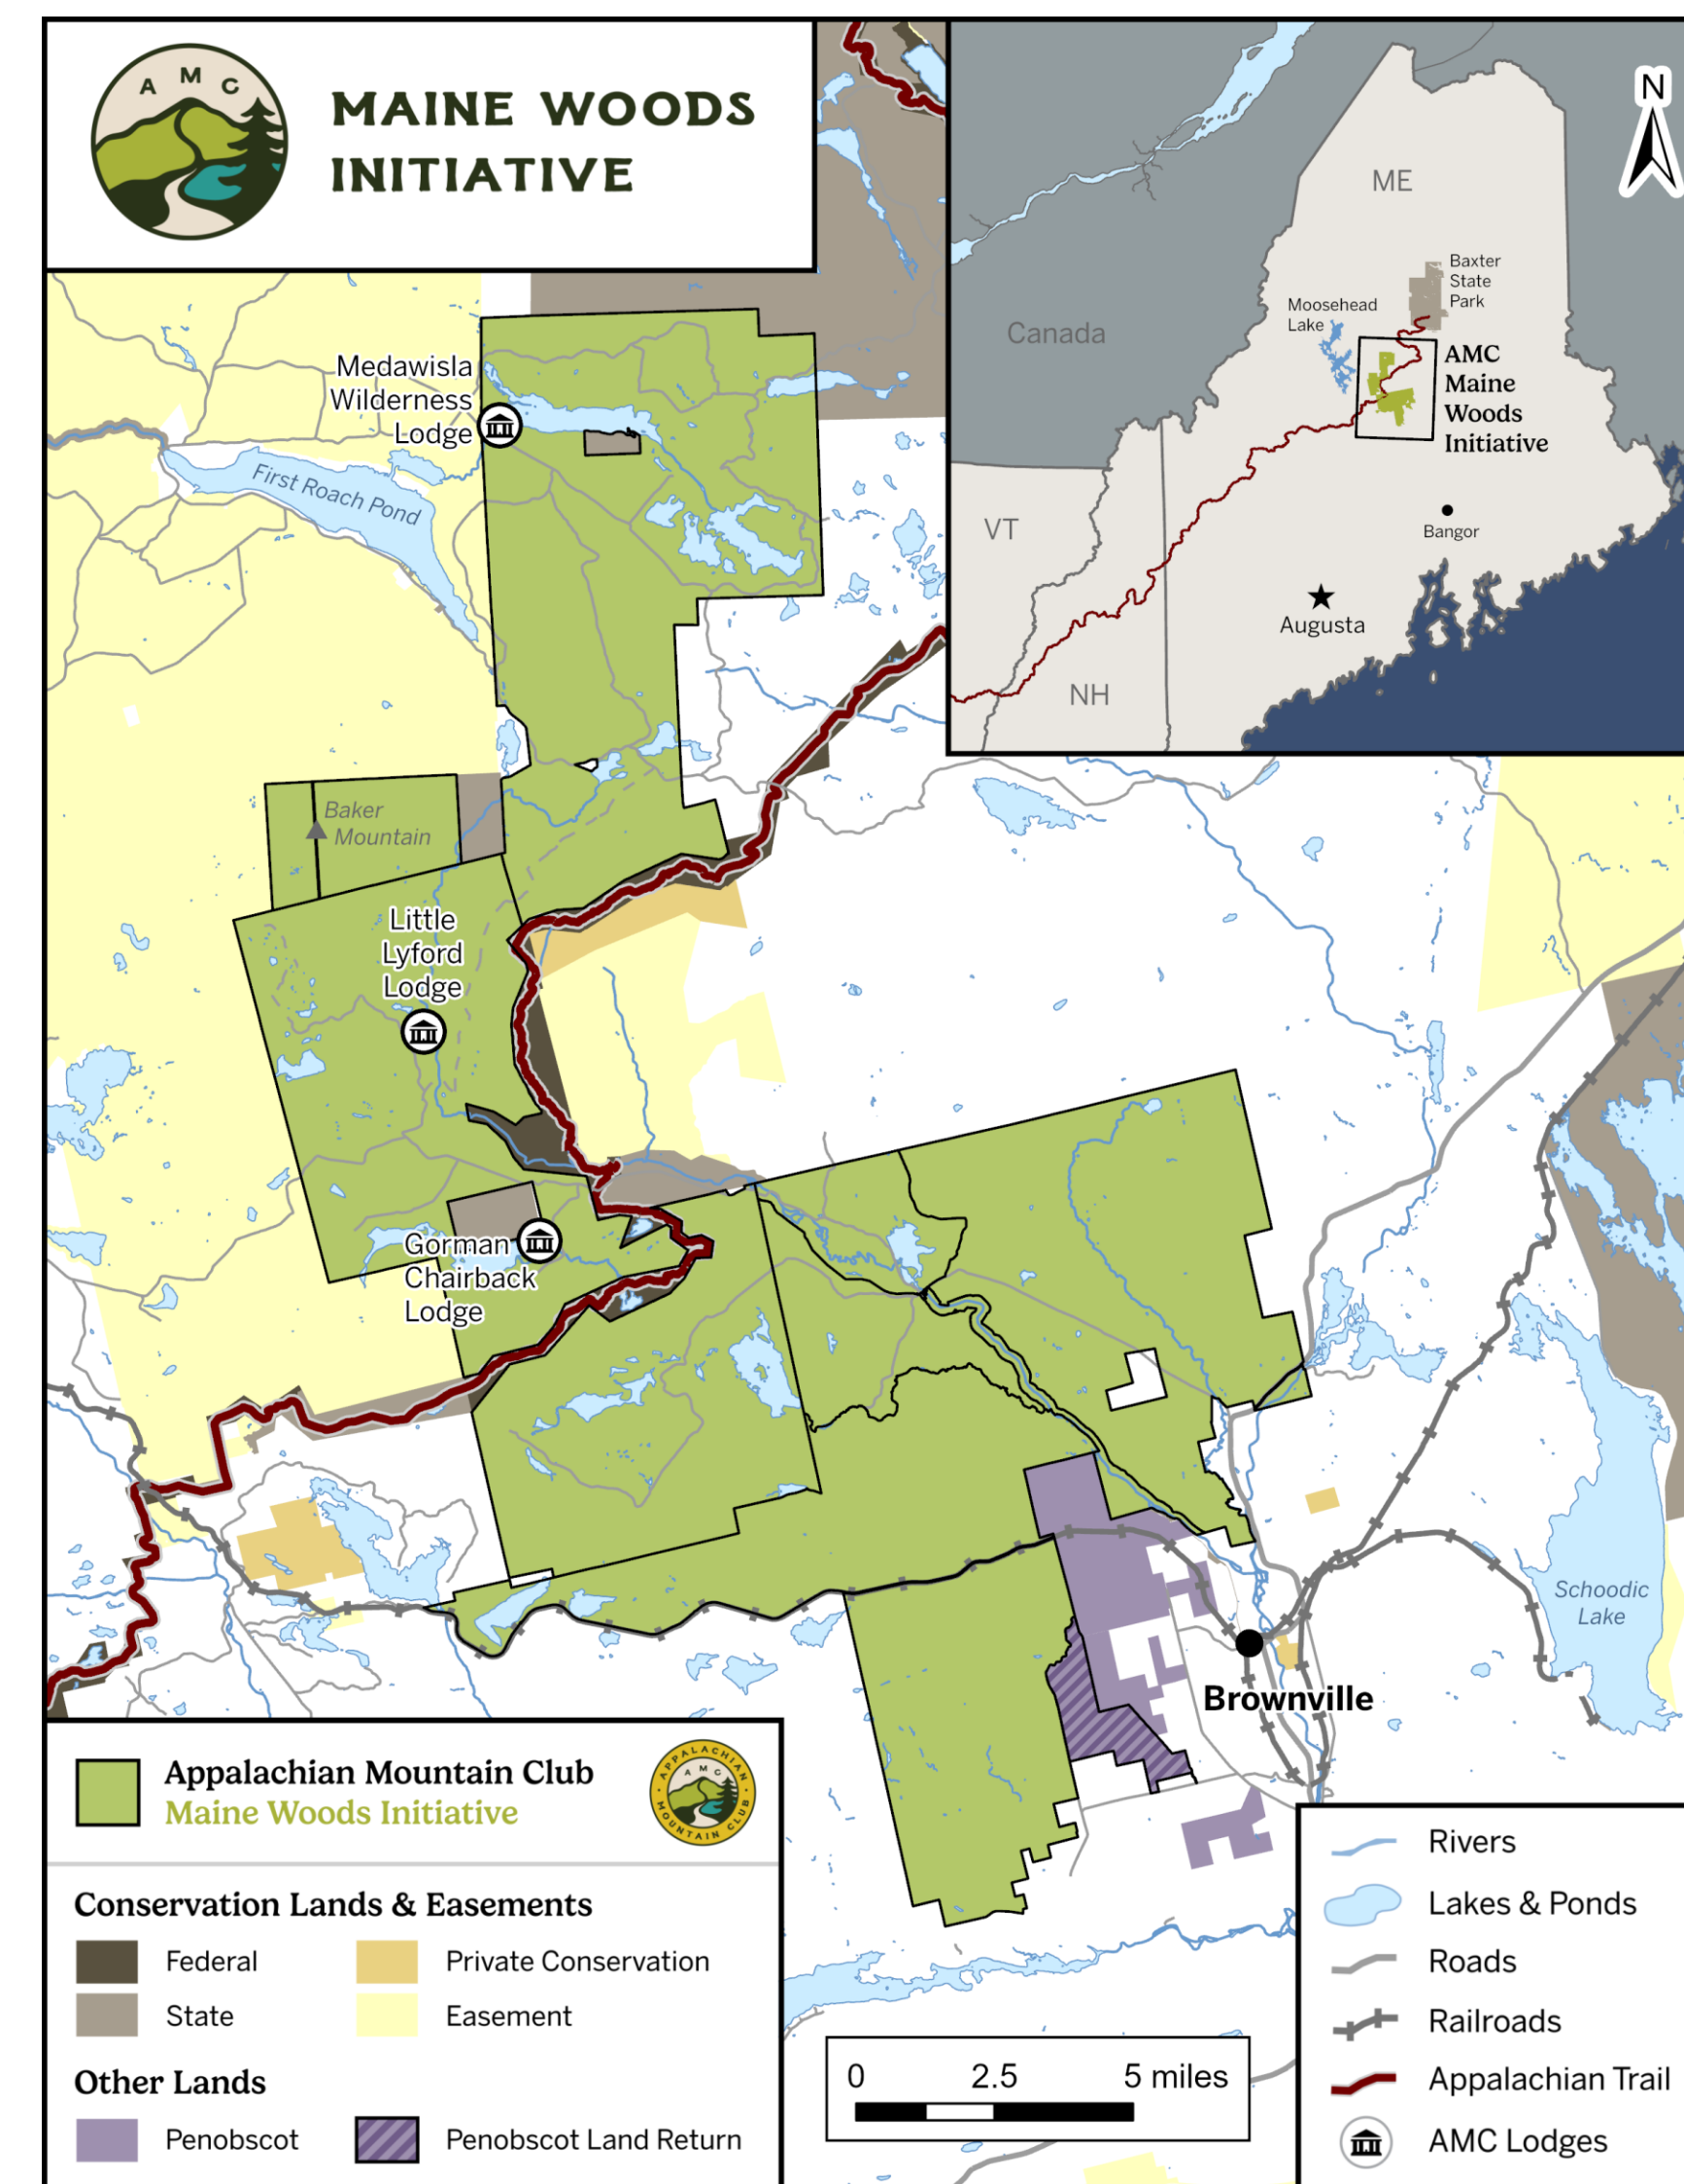 A M C
MAINE WOODS
INITIATIVE
N
ME
Canada
Moosehead
Lake
Baxter
State
Park
AMC
Maine
Woods
Initiative
VT
Bangor
Augusta
NH
Medawisla
Wilderness
Lodge
First Roach Pond
Baker
Mountain
Little
Lyford
Lodge
Gorman
Chairback
Lodge
Schoodic
Lake
Brownville
Appalachian Mountain Club
Maine Woods Initiative
APPALACHIAN
A M C
MOUNTAIN CLUB
Conservation Lands & Easements
Federal
Private Conservation
State
Easement
Other Lands
Penobscot
Penobscot Land Return
0 2.5 5 miles
Rivers
Lakes & Ponds
Roads
Railroads
Appalachian Trail
AMC Lodges